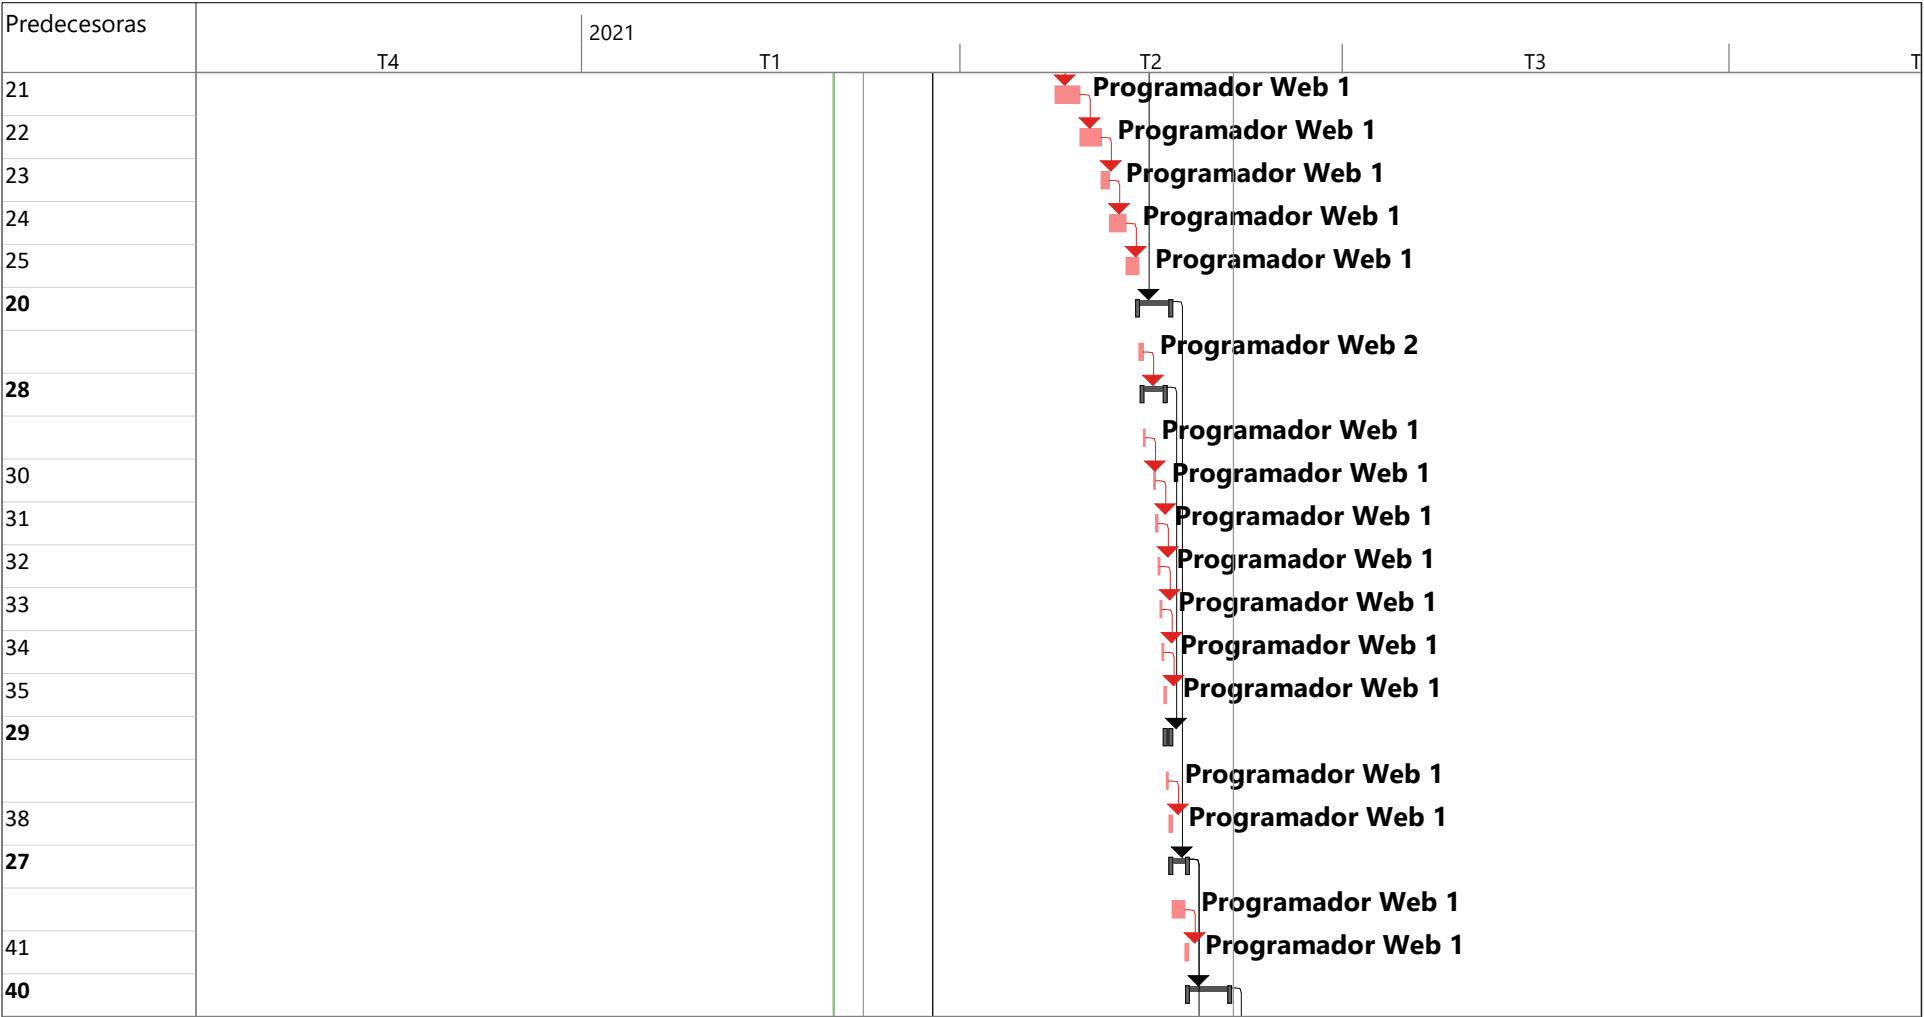 Predecesoras
2021
T4 T1 T2 T3 T
21 Programador Web 1
22 Programador Web 1
23 Programador Web 1
24 Programador Web 1
25 Programador Web 1
20
Programador Web 2
28
Programador Web 1
30 Programador Web 1
31 Programador Web 1
32 Programador Web 1
33 Programador Web 1
34 Programador Web 1
35 Programador Web 1
29
Programador Web 1
38 Programador Web 1
27
Programador Web 1
41 Programador Web 1
40